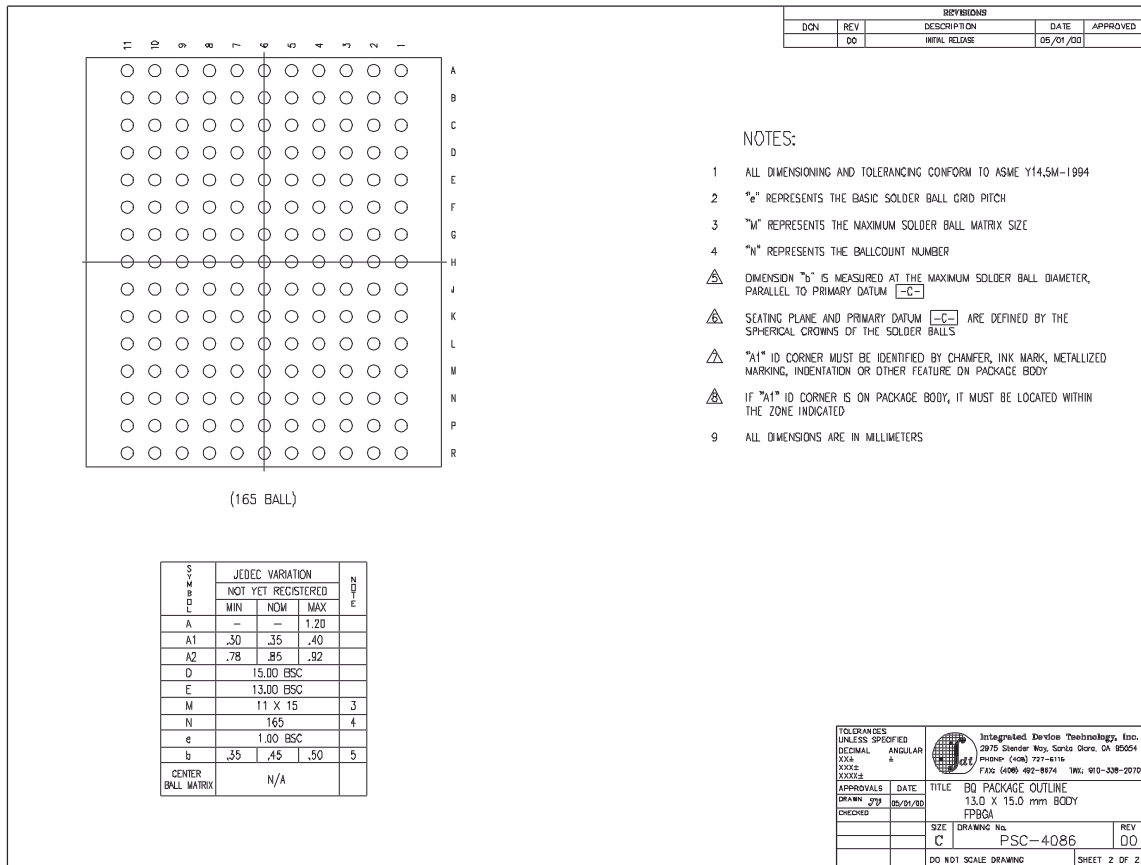 REVISIONS
DCN REV DESCRIPTION DATE APPROVED
00 INITIAL RELEASE 05/01/00
11 10 9 8 7 6 5 4 3 2 1
A
B
C
D
E
F
G
H
J
K
L
M
N
P
R
(165 BALL)
NOTES:
1 ALL DIMENSIONING AND TOLERANCING CONFORM TO ASME Y14.5M-1994
2 "e" REPRESENTS THE BASIC SOLDER BALL GRID PITCH
3 "M" REPRESENTS THE MAXIMUM SOLDER BALL MATRIX SIZE
4 "N" REPRESENTS THE BALLCOUNT NUMBER
5 DIMENSION "b" IS MEASURED AT THE MAXIMUM SOLDER BALL DIAMETER,
PARALLEL TO PRIMARY DATUM -C-
6 SEATING PLANE AND PRIMARY DATUM -C- ARE DEFINED BY THE
SPHERICAL CROWNS OF THE SOLDER BALLS
7 "A1" ID CORNER MUST BE IDENTIFIED BY CHAMFER, INK MARK, METALLIZED
MARKING, INDENTATION OR OTHER FEATURE ON PACKAGE BODY
8 IF "A1" ID CORNER IS ON PACKAGE BODY, IT MUST BE LOCATED WITHIN
THE ZONE INDICATED
9 ALL DIMENSIONS ARE IN MILLIMETERS
SYMBOL JEDEC VARIATION NOTE
NOT YET REGISTERED
MIN NOM MAX
A – – 1.20
A1 .30 .35 .40
A2 .78 .85 .92
D 15.00 BSC
E 13.00 BSC
M 11 X 15 3
N 165 4
e 1.00 BSC
b .35 .45 .50 5
CENTER
BALL MATRIX N/A
TOLERANCES
UNLESS SPECIFIED
DECIMAL ANGULAR
XX± ±
XXX±
XXXX±
idt
Integrated Device Technology, Inc.
2975 Stender Way, Santa Clara, CA 95054
PHONE: (408) 727-6116
FAX: (408) 492-8674 TWX: 910-338-2070
APPROVALS DATE
DRAWN 05/01/00
CHECKED
TITLE BQ PACKAGE OUTLINE
13.0 X 15.0 mm BODY
FPBGA
SIZE DRAWING No. REV
C PSC-4086 00
DO NOT SCALE DRAWING SHEET 2 OF 2